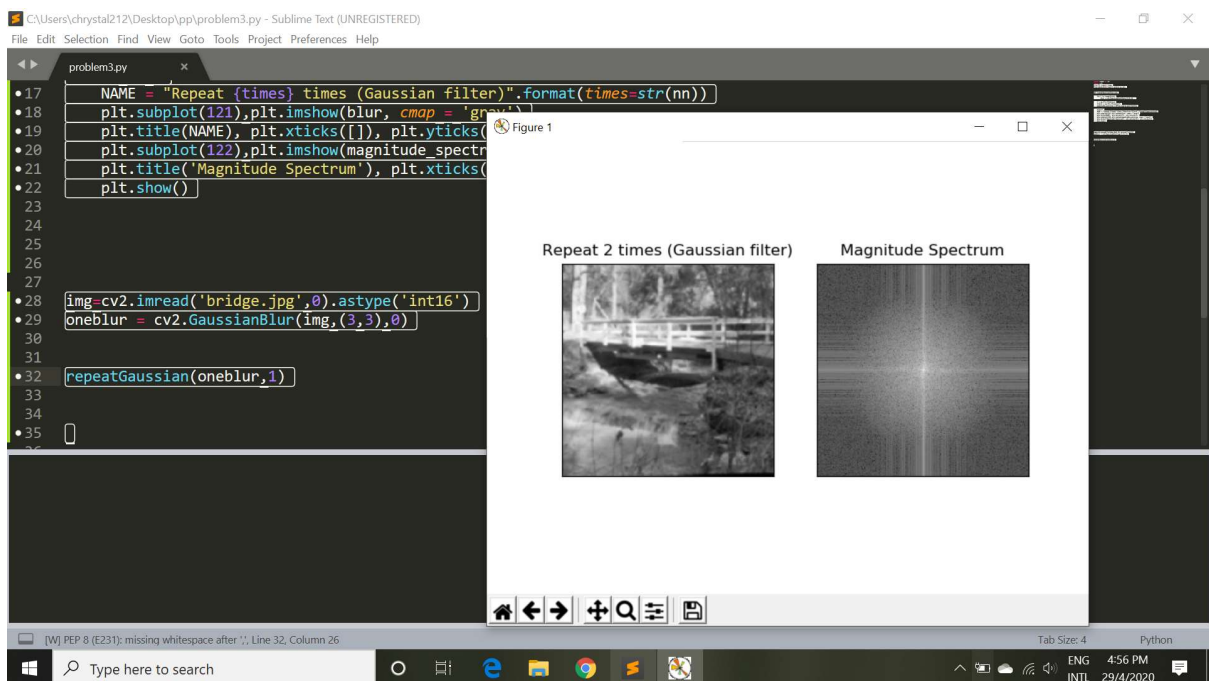 C:\Users\chrystal212\Desktop\pp\problem3.py - Sublime Text (UNREGISTERED)
File Edit Selection Find View Goto Tools Project Preferences Help
problem3.py ×
17 NAME = "Repeat {times} times (Gaussian filter)".format(times=str(nn))
18 plt.subplot(121),plt.imshow(blur, cmap = 'gray')
19 plt.title(NAME), plt.xticks([]), plt.yticks(
20 plt.subplot(122),plt.imshow(magnitude_spectr
21 plt.title('Magnitude Spectrum'), plt.xticks(
22 plt.show()
23
24
25
26
27
28 img=cv2.imread('bridge.jpg',0).astype('int16')
29 oneblur = cv2.GaussianBlur(img,(3,3),0)
30
31
32 repeatGaussian(oneblur,1)
33
34
35
Figure 1
Repeat 2 times (Gaussian filter) Magnitude Spectrum
[W] PEP 8 (E231): missing whitespace after ',', Line 32, Column 26
Tab Size: 4 Python
Type here to search
ENG 4:56 PM
INTL 29/4/2020